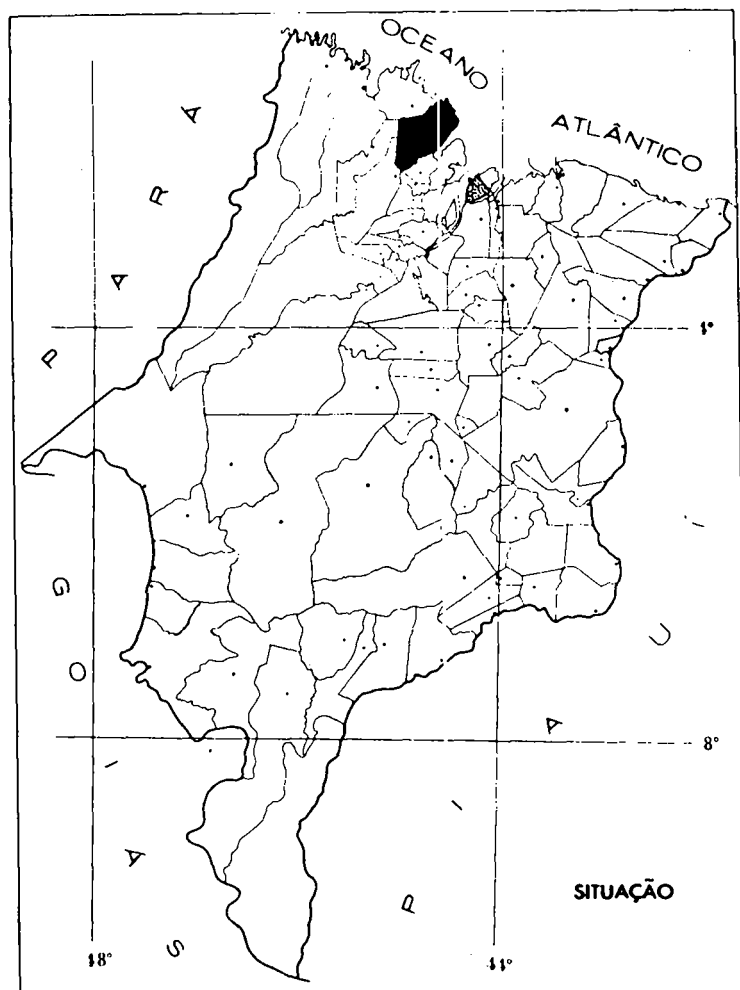 OCEANO
ATLÂNTICO
PARÁ
4°
GOIÁS
8°
PIAUÍ
SITUAÇÃO
48°
44°